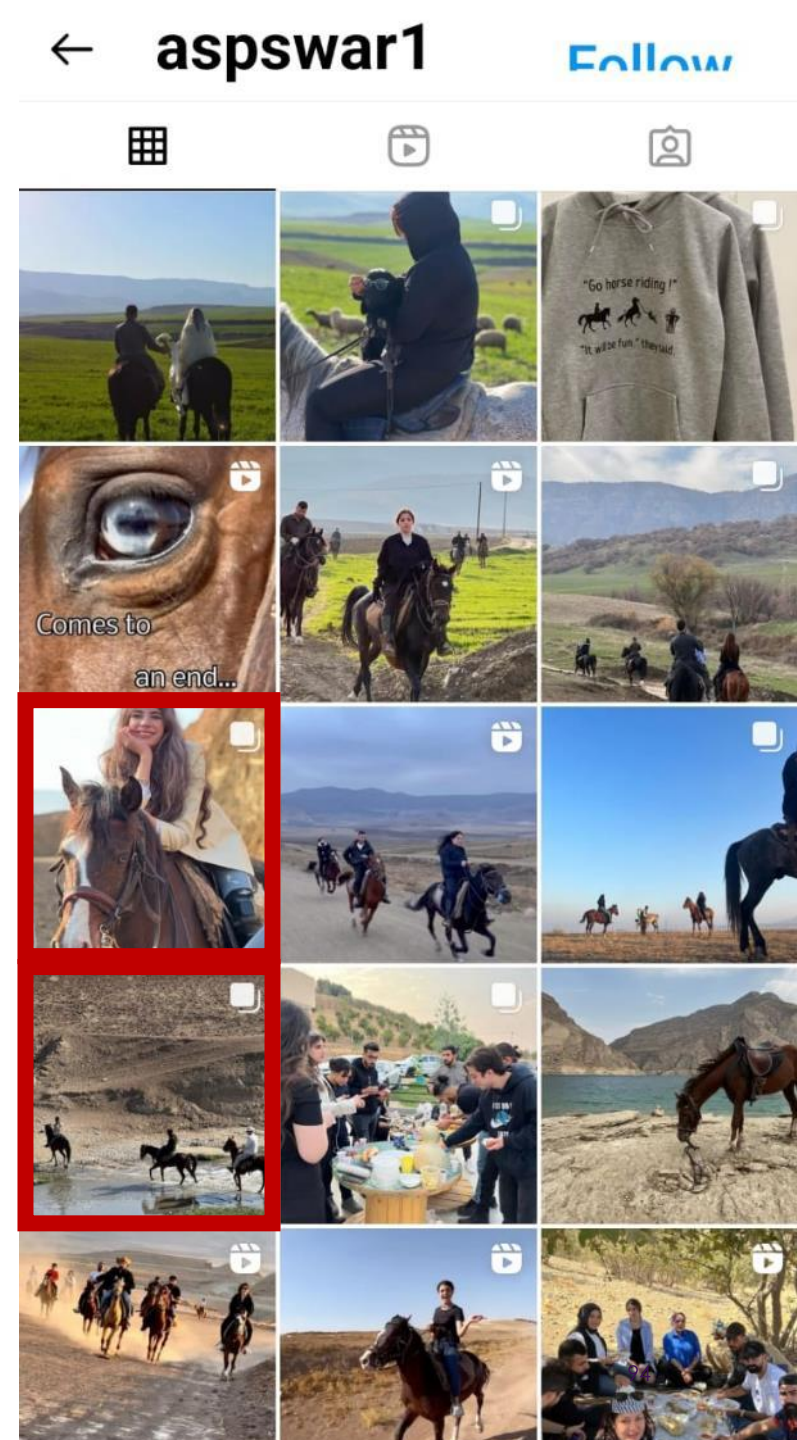 aspswar1
Follow
"Go horse riding !"
"It will be fun." they said.
Comes to
an end...